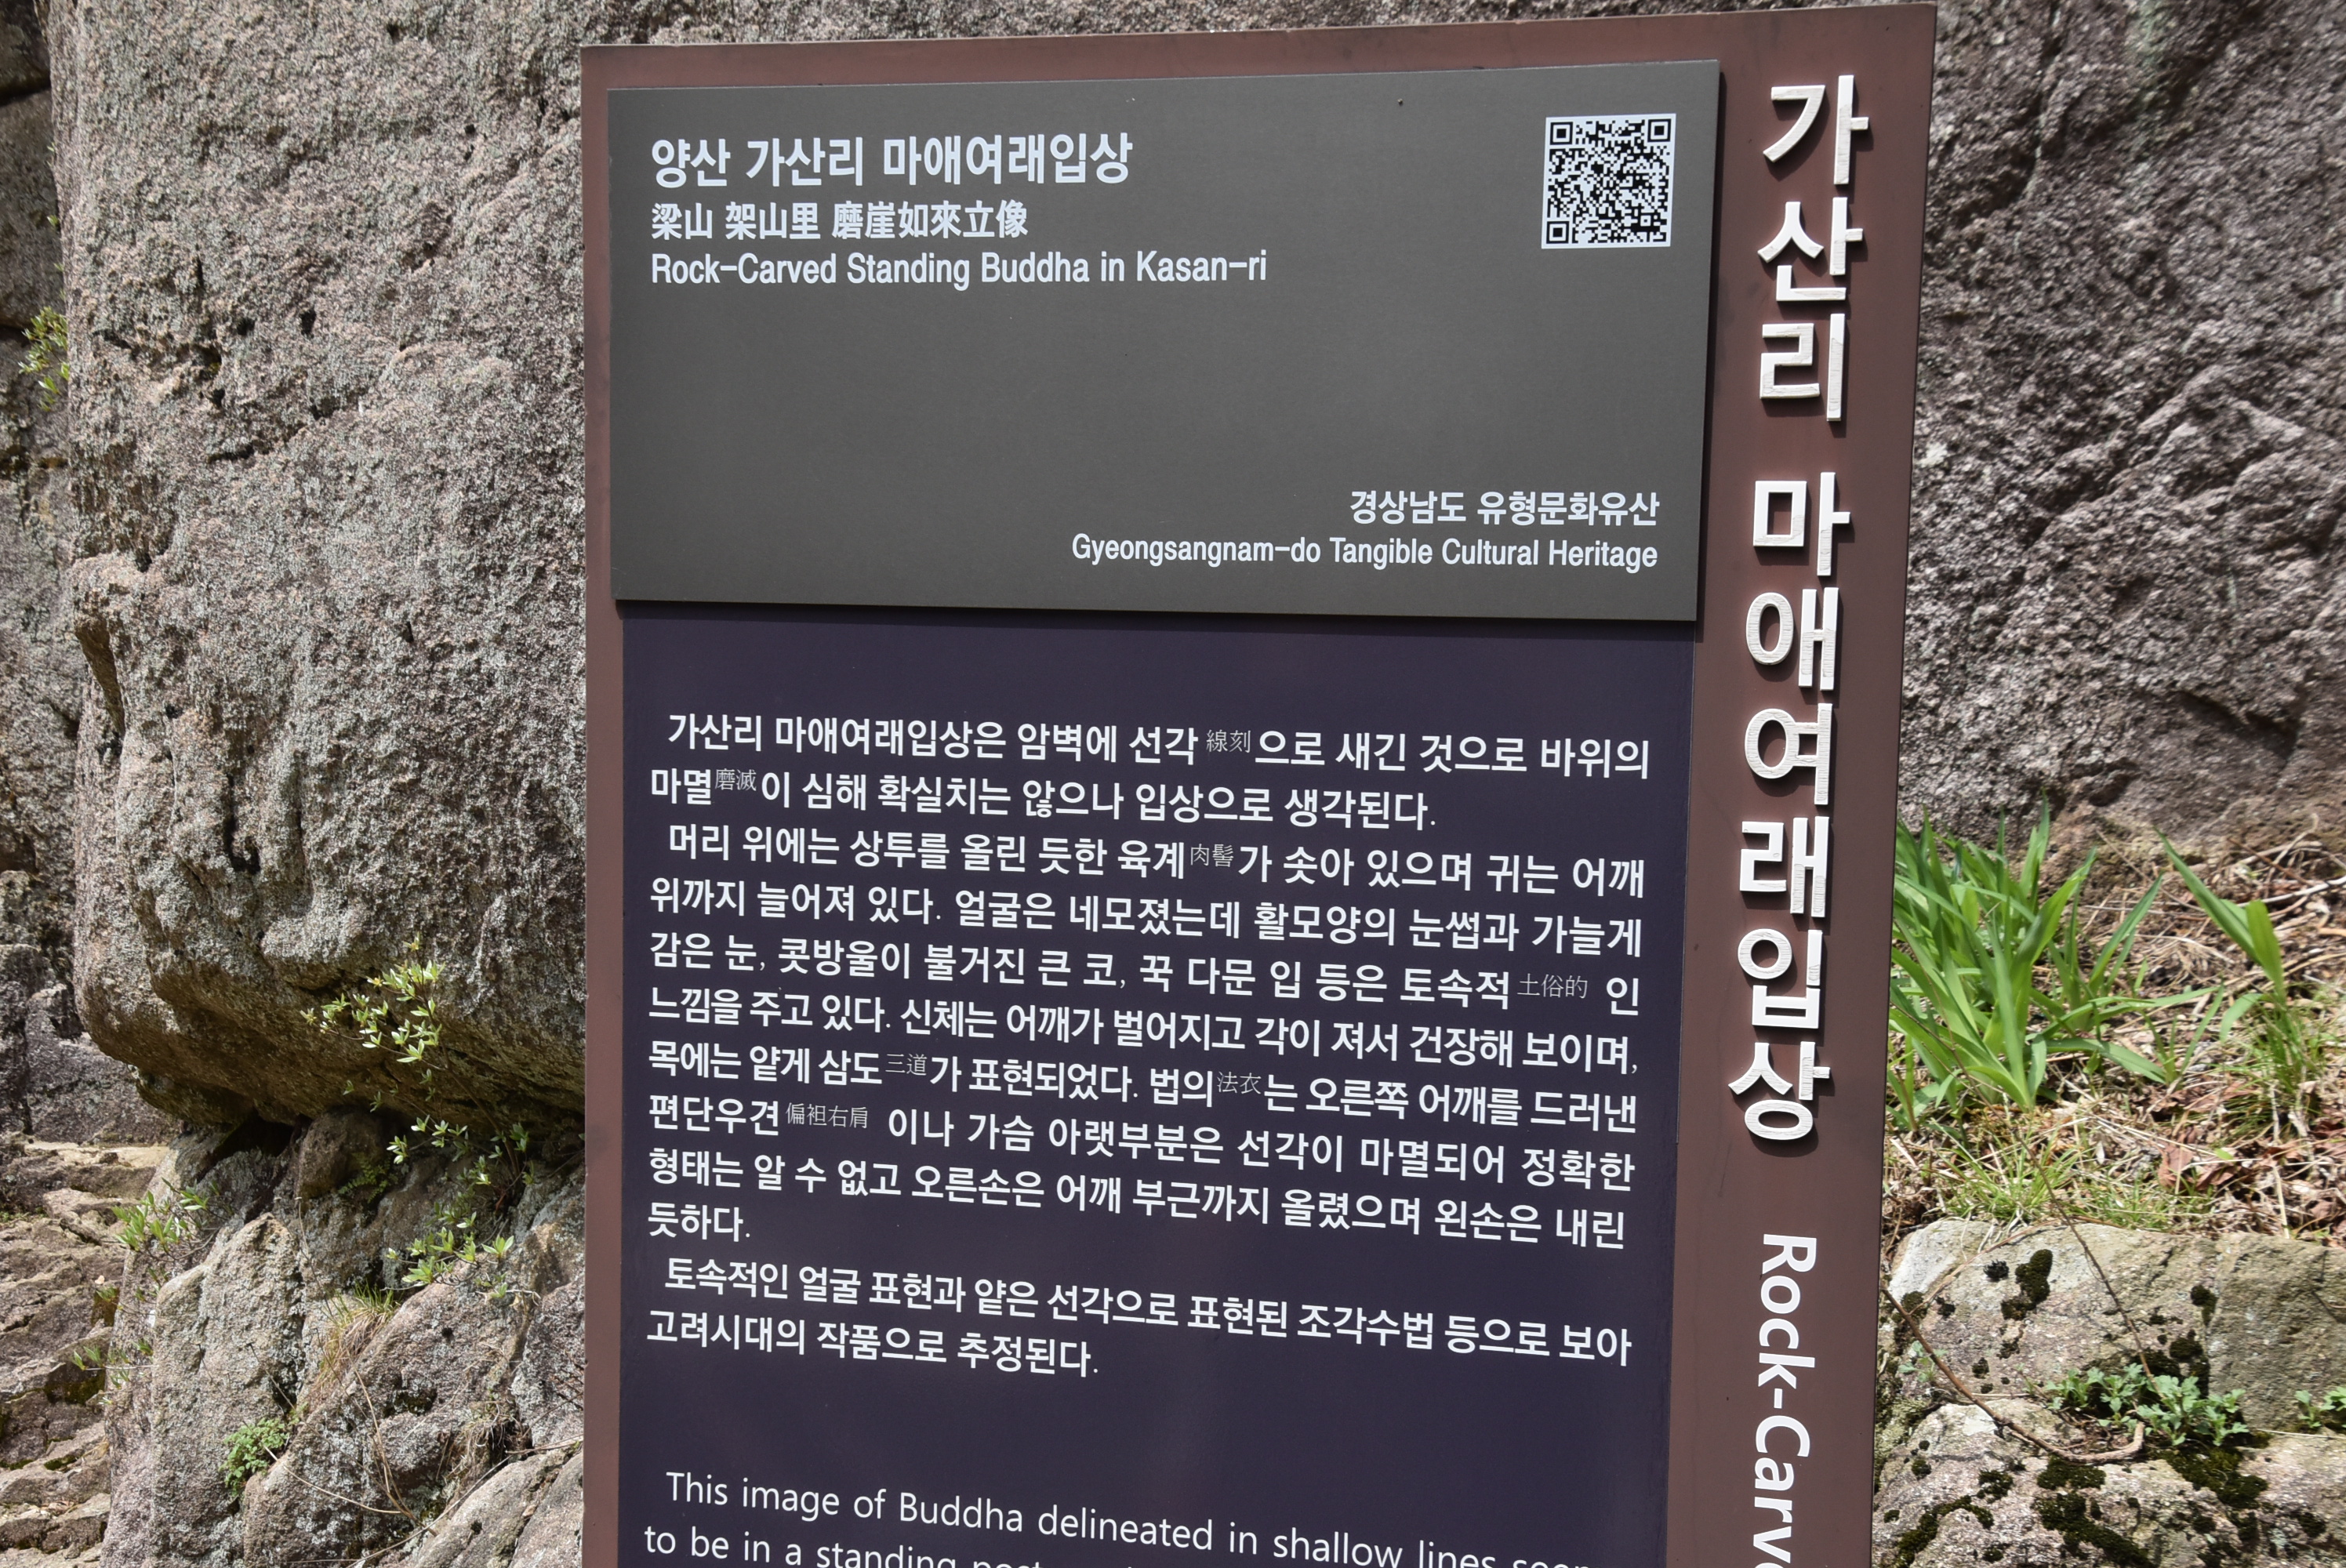 양산 가산리 마애여래입상
梁山 架山里 磨崖如來立像
Rock-Carved Standing Buddha in Kasan-ri
경상남도 유형문화유산
Gyeongsangnam-do Tangible Cultural Heritage
가산리 마애여래입상은 암벽에 선각線刻으로 새긴 것으로 바위의
마멸磨滅이 심해 확실치는 않으나 입상으로 생각된다.
머리 위에는 상투를 올린 듯한 육계肉髻가 솟아 있으며 귀는 어깨
위까지 늘어져 있다. 얼굴은 네모졌는데 활모양의 눈썹과 가늘게
감은 눈, 콧방울이 불거진 큰 코, 꾹 다문 입 등은 토속적土俗的 인
느낌을 주고 있다. 신체는 어깨가 벌어지고 각이 져서 건장해 보이며,
목에는 얕게 삼도三道가 표현되었다. 법의法衣는 오른쪽 어깨를 드러낸
편단우견偏袒右肩 이나 가슴 아랫부분은 선각이 마멸되어 정확한
형태는 알 수 없고 오른손은 어깨 부근까지 올렸으며 왼손은 내린
듯하다.
토속적인 얼굴 표현과 얕은 선각으로 표현된 조각수법 등으로 보아
고려시대의 작품으로 추정된다.
This image of Buddha delineated in shallow lines
to be in a standing
가산리 마애여래입상
Rock-Carve